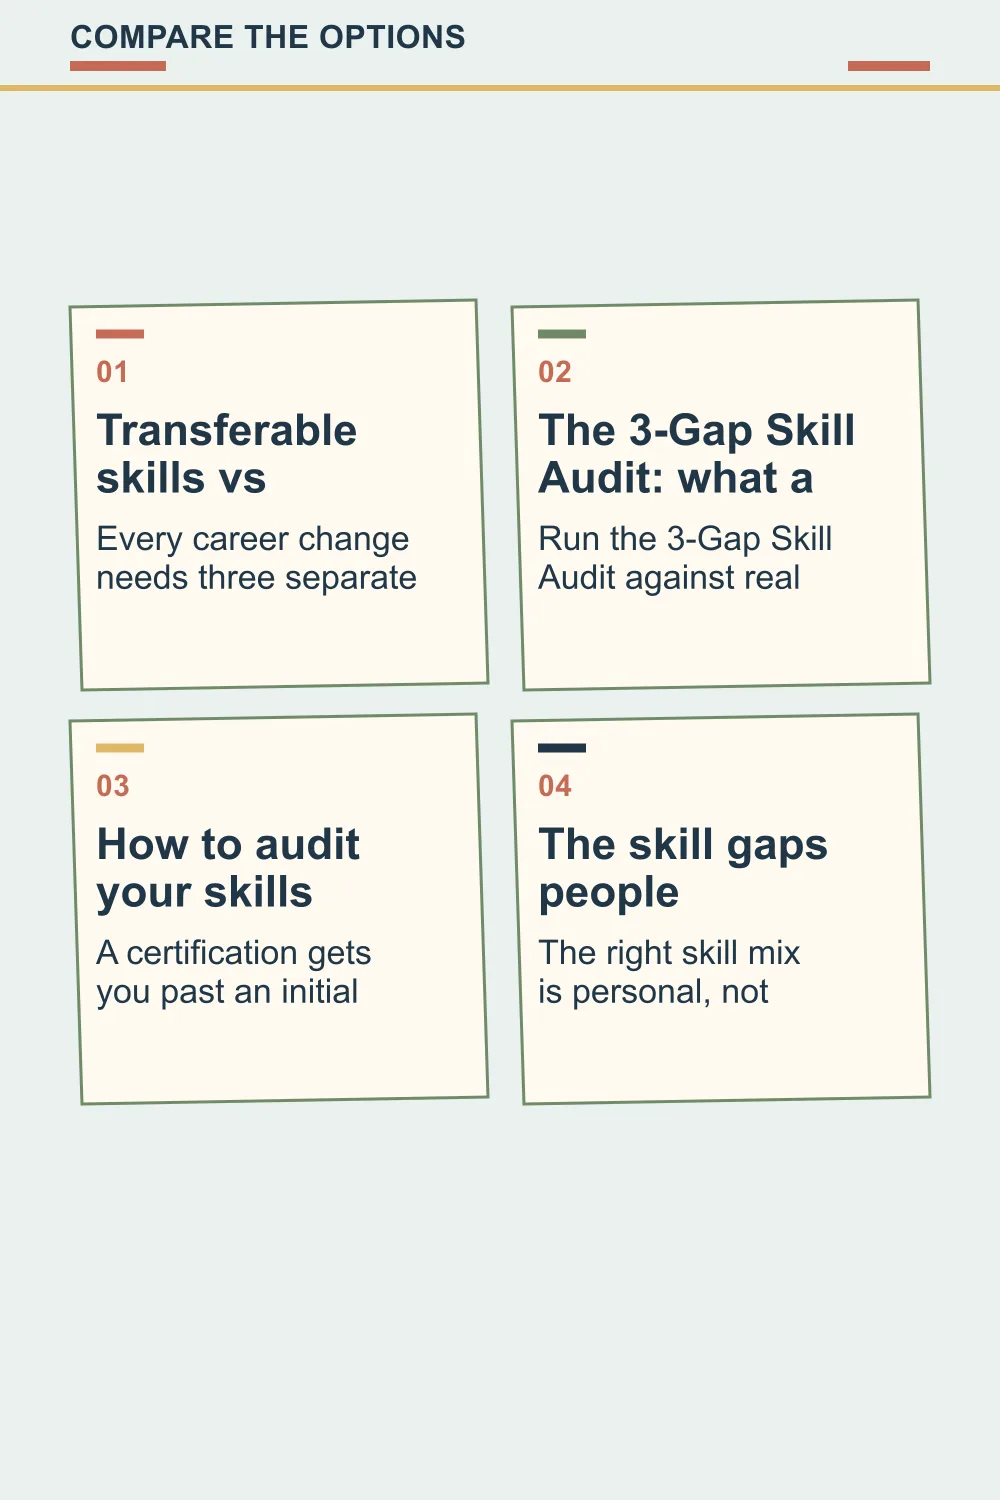 COMPARE THE OPTIONS
01
Transferable
skills vs
Every career change
needs three separate
02
The 3-Gap Skill
Audit: what a
Run the 3-Gap Skill
Audit against real
03
How to audit
your skills
A certification gets
you past an initial
04
The skill gaps
people
The right skill mix
is personal, not